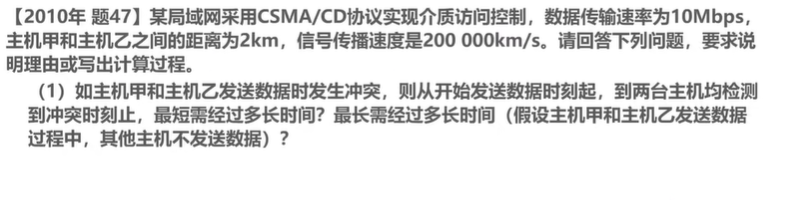 【2010年 题47】某局域网采用CSMA/CD协议实现介质访问控制，数据传输速率为10Mbps，
主机甲和主机乙之间的距离为2km，信号传播速度是200 000km/s。请回答下列问题，要求说
明理由或写出计算过程。
（1）如主机甲和主机乙发送数据时发生冲突，则从开始发送数据时刻起，到两台主机均检测
到冲突时刻止，最短需经过多长时间？最长需经过多长时间（假设主机甲和主机乙发送数据
过程中，其他主机不发送数据）？